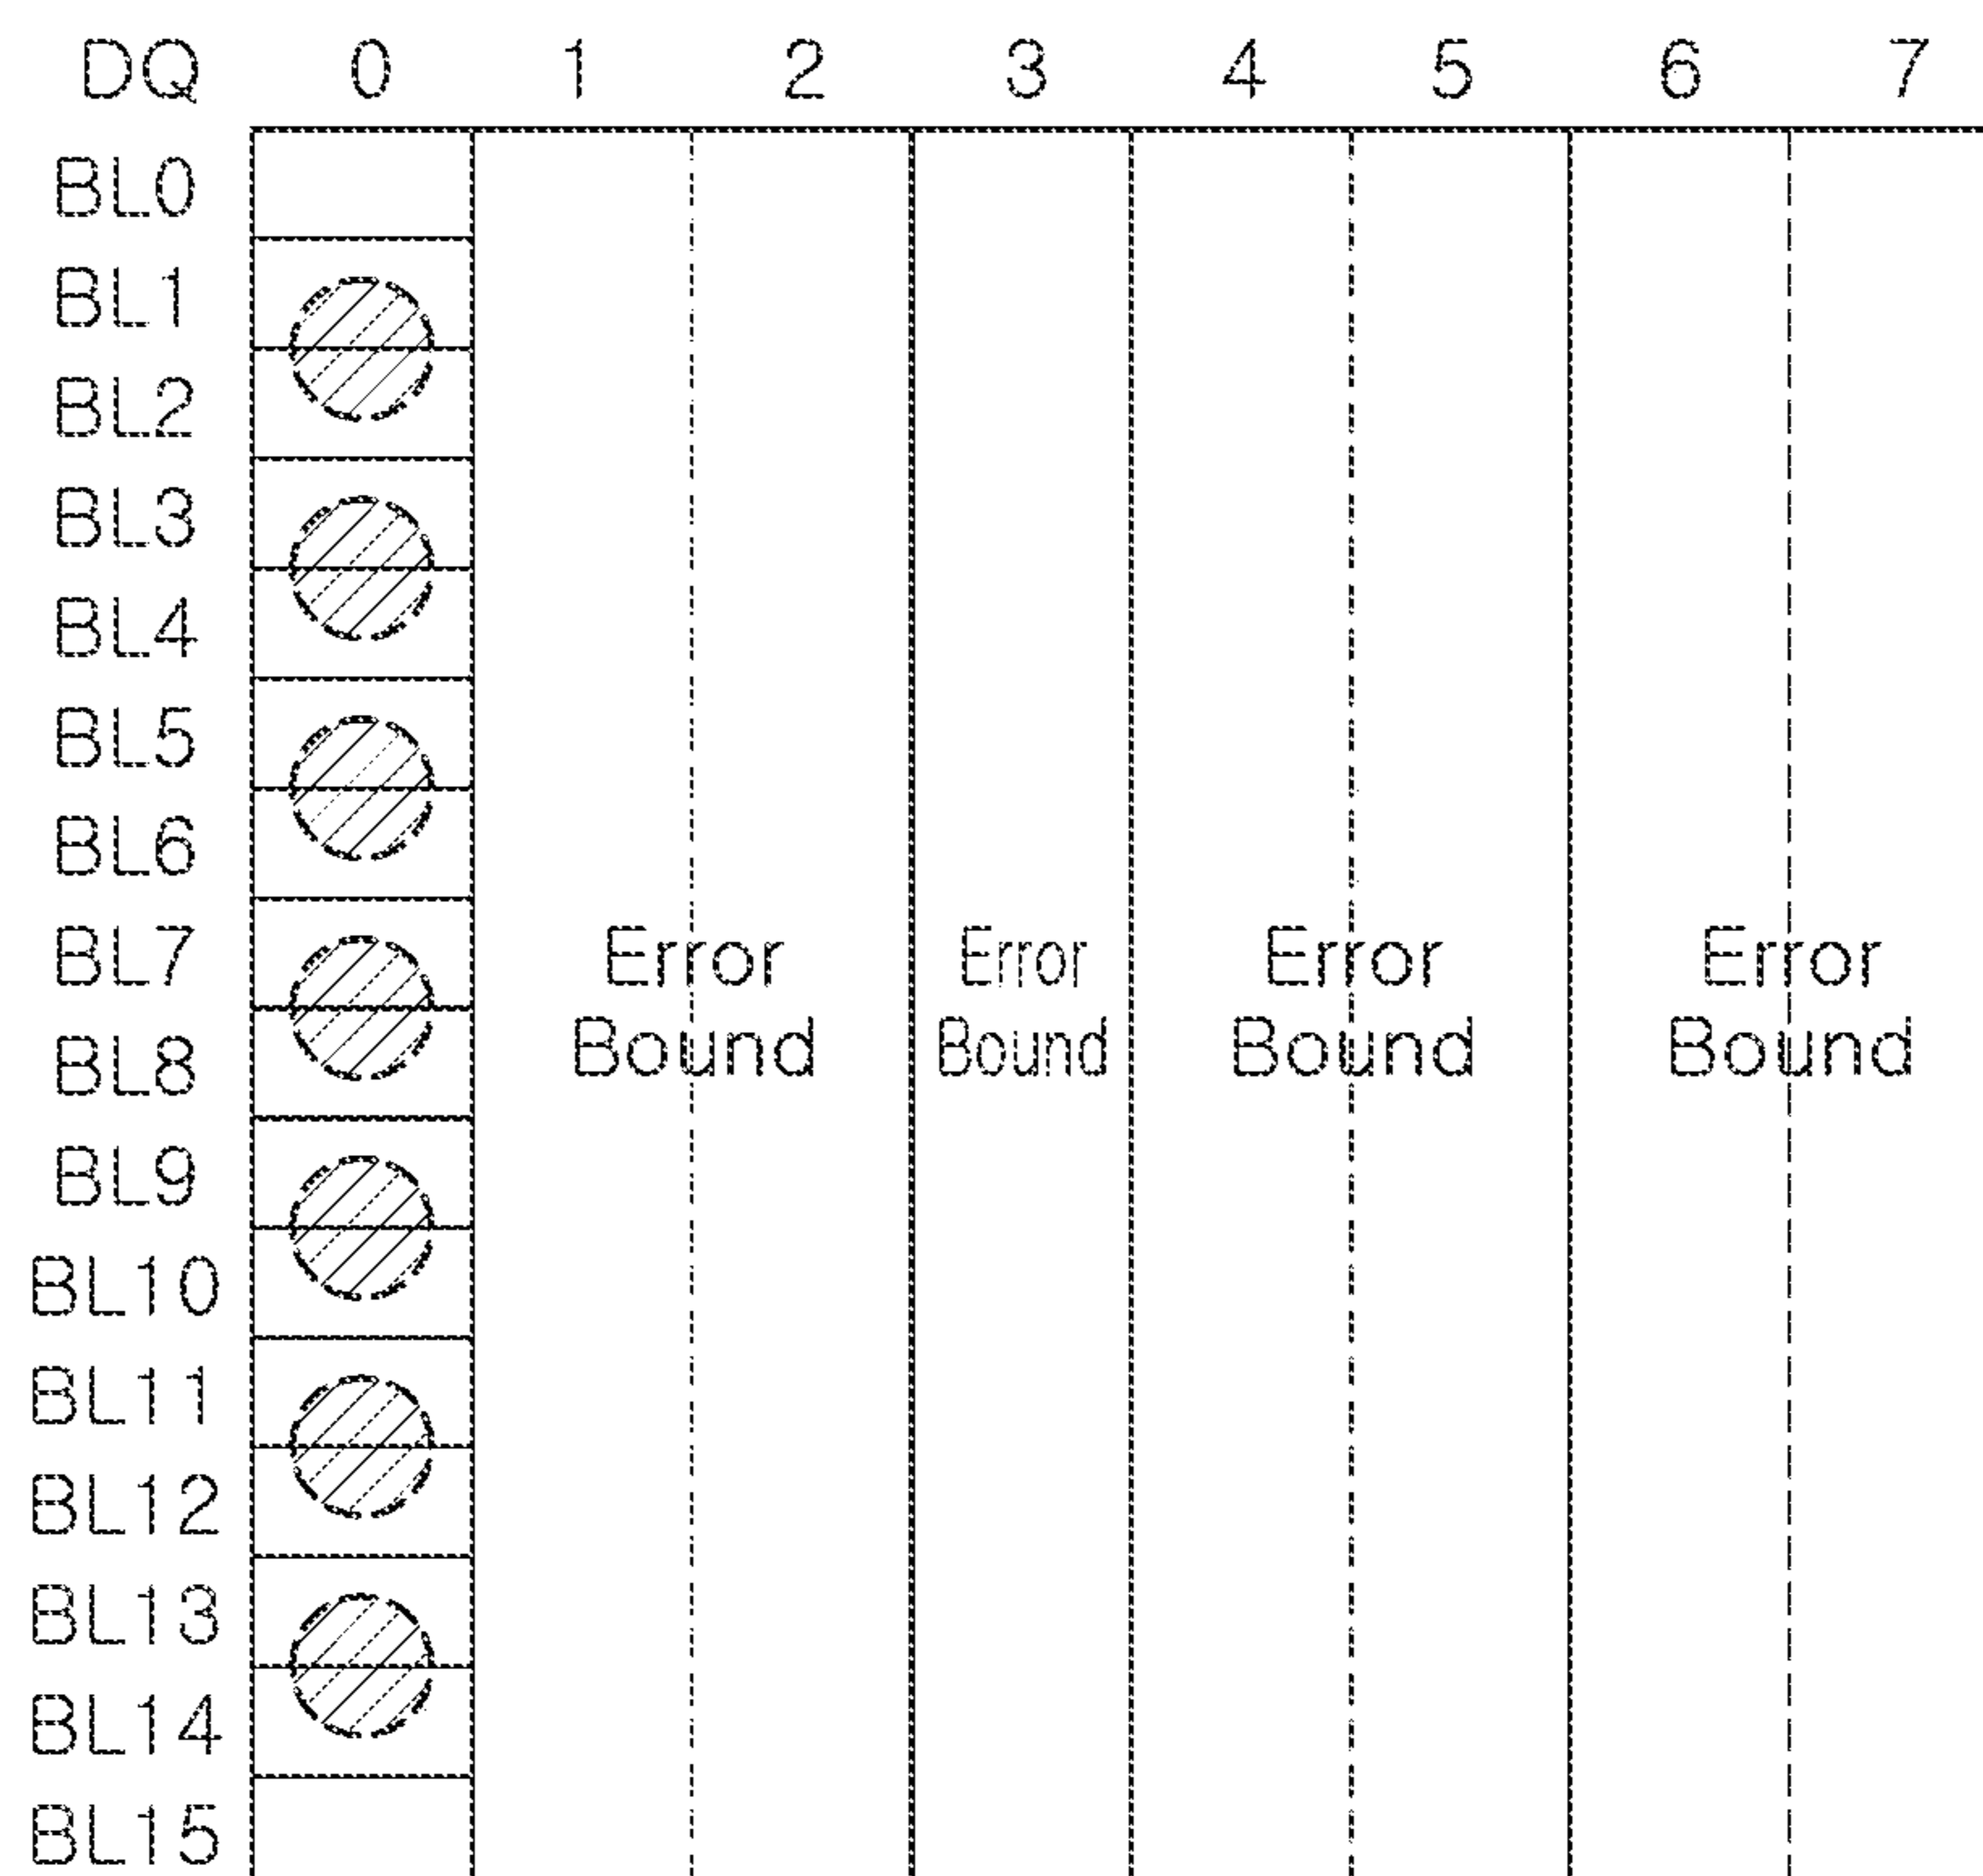 DQ 0 1 2 3 4 5 6 7
BL0
BL1
BL2
BL3
BL4
BL5
BL6
BL7
Error Error Error Error
Bound Bound Bound Bound
BL8
BL9
BL10
BL11
BL12
BL13
BL14
BL15